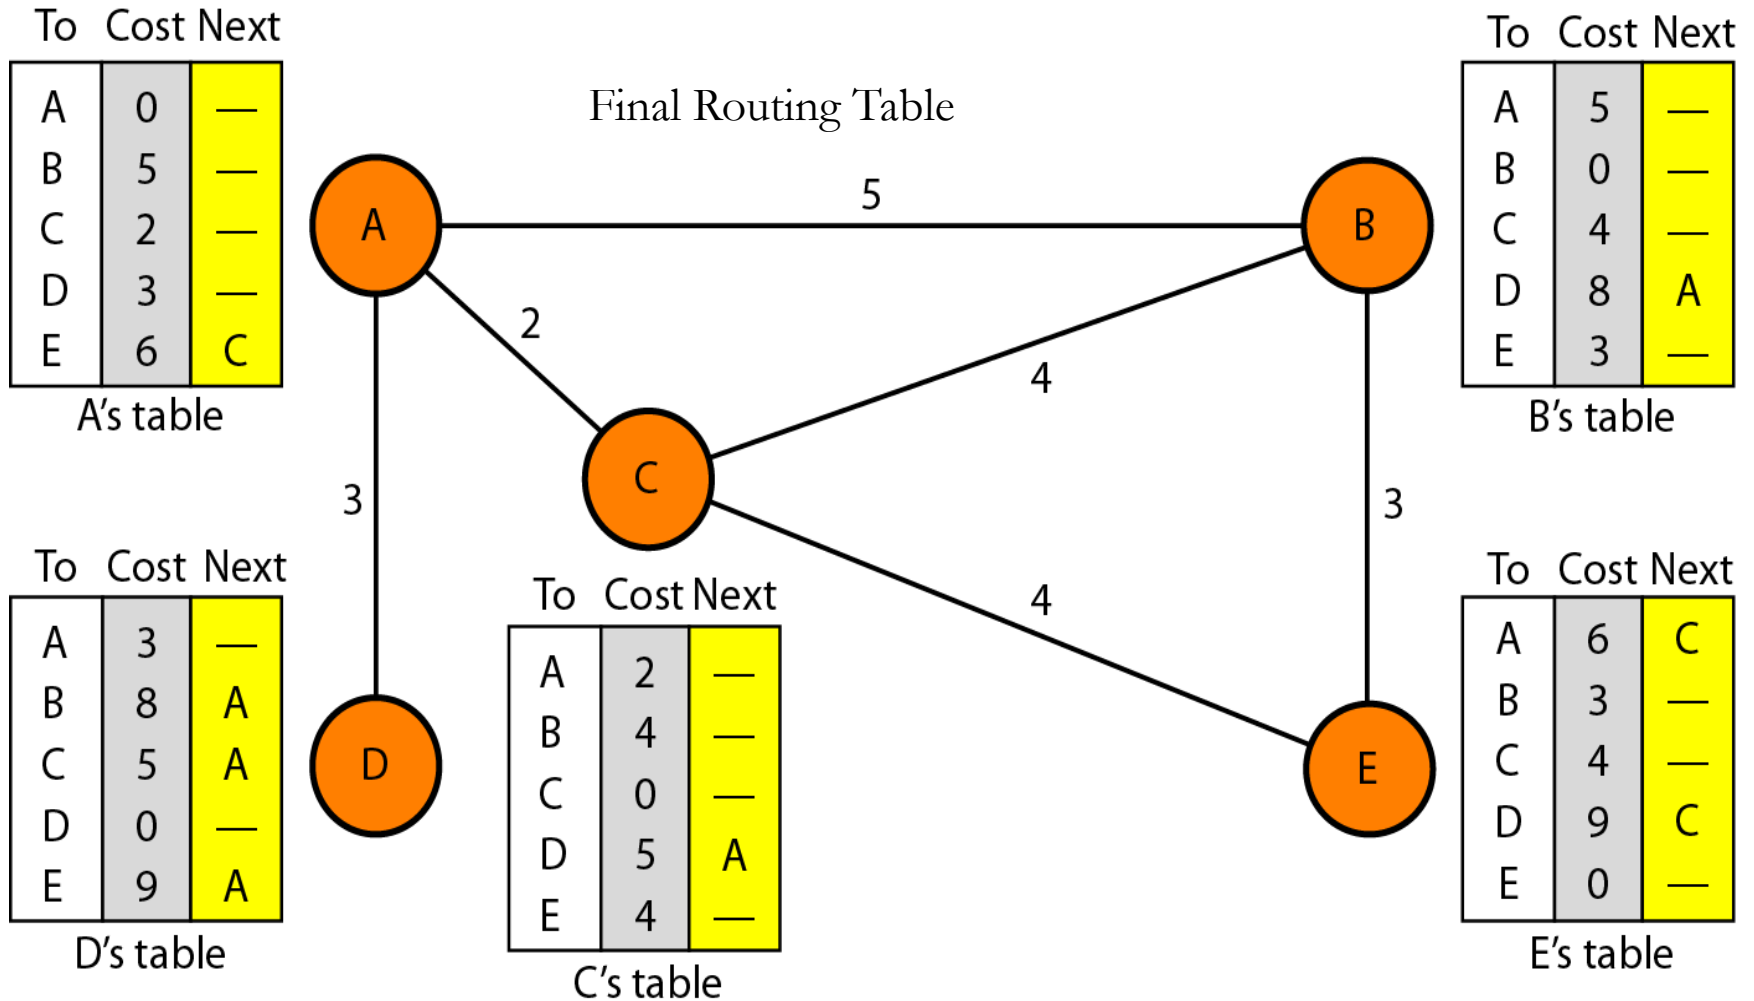 Final Routing Table
To Cost Next
A 0 —
B 5 —
C 2 —
D 3 —
E 6 C
A's table
To Cost Next
A 5 —
B 0 —
C 4 —
D 8 A
E 3 —
B's table
A
5
B
2
4
C
3
3
4
D
E
To Cost Next
A 3 —
B 8 A
C 5 A
D 0 —
E 9 A
D's table
To Cost Next
A 2 —
B 4 —
C 0 —
D 5 A
E 4 —
C's table
To Cost Next
A 6 C
B 3 —
C 4 —
D 9 C
E 0 —
E's table